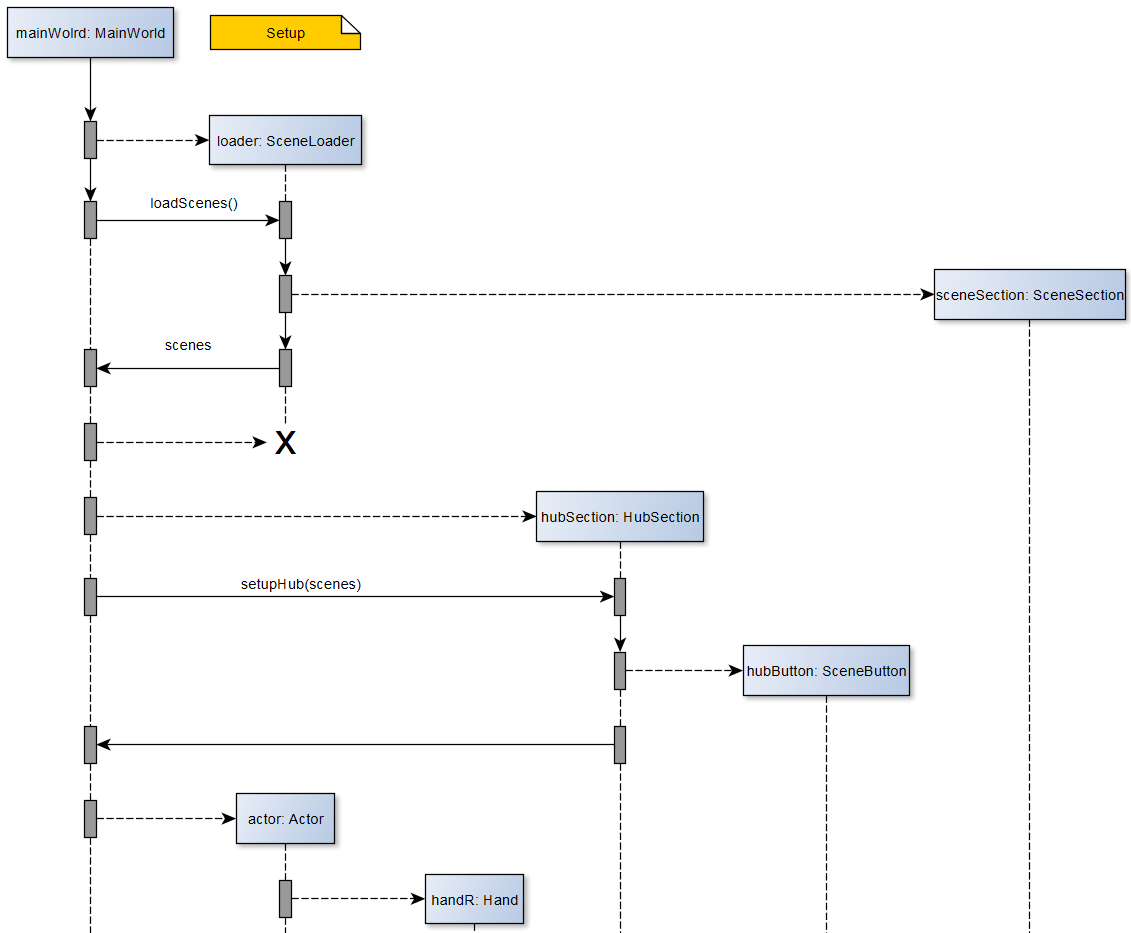 mainWolrd: MainWorld
Setup
loader: SceneLoader
loadScenes()
sceneSection: SceneSection
scenes
X
hubSection: HubSection
setupHub(scenes)
hubButton: SceneButton
actor: Actor
handR: Hand